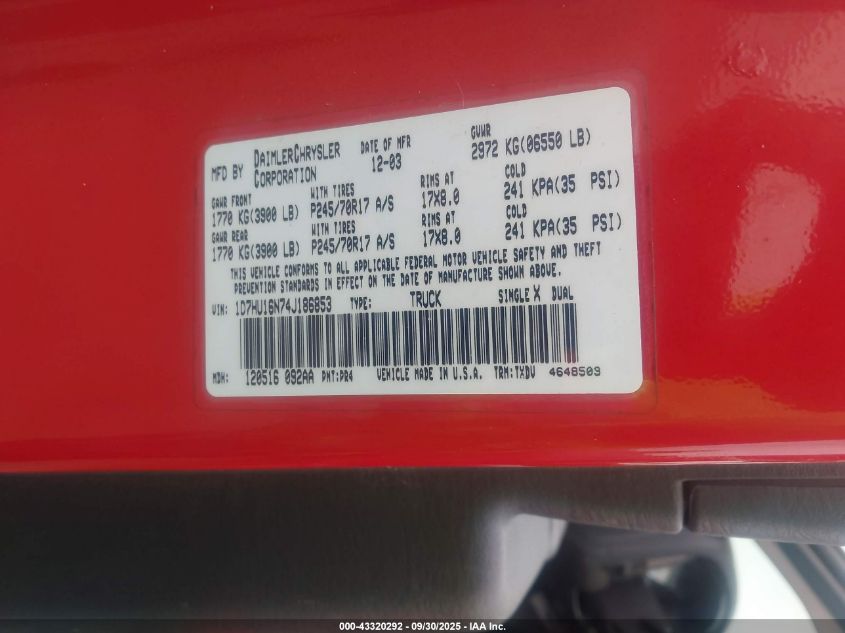 MFD BY DAIMLERCHRYSLER CORPORATION DATE OF MFR 12-03 GVWR 2972 KG(06550 LB)
GAWR FRONT WITH TIRES RIMS AT COLD
1770 KG(3900 LB) P245/70R17 A/S 17X8.0 241 KPA(35 PSI)
GAWR REAR WITH TIRES RIMS AT COLD
1770 KG(3900 LB) P245/70R17 A/S 17X8.0 241 KPA(35 PSI)
THIS VEHICLE CONFORMS TO ALL APPLICABLE FEDERAL MOTOR VEHICLE SAFETY AND THEFT
PREVENTION STANDARDS IN EFFECT ON THE DATE OF MANUFACTURE SHOWN ABOVE.
VIN: 1D7HU16N74J186853 TYPE: TRUCK SINGLE X DUAL
MDH: 120516 092AA PNT:PR4 VEHICLE MADE IN U.S.A. TRM:TXDV 4648509
000-43320292 - 09/30/2025 - IAA Inc.